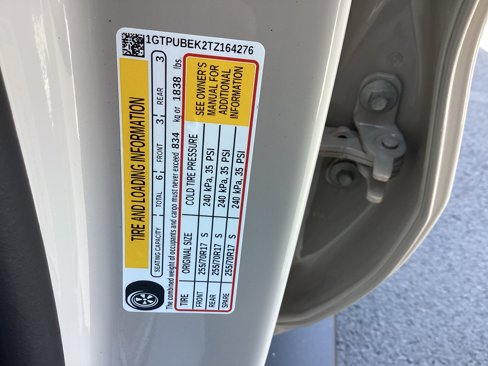 1GTPUBEK2TZ164276
TIRE AND LOADING INFORMATION
SEATING CAPACITY TOTAL 6 FRONT 3 REAR 3
The combined weight of occupants and cargo must never exceed 834 kg or 1838 lbs.
TIRE ORIGINAL SIZE COLD TIRE PRESSURE
FRONT 255/70R17 S 240 kPa, 35 PSI
REAR 255/70R17 S 240 kPa, 35 PSI
SPARE 255/70R17 S 240 kPa, 35 PSI
SEE OWNER'S
MANUAL FOR
ADDITIONAL
INFORMATION